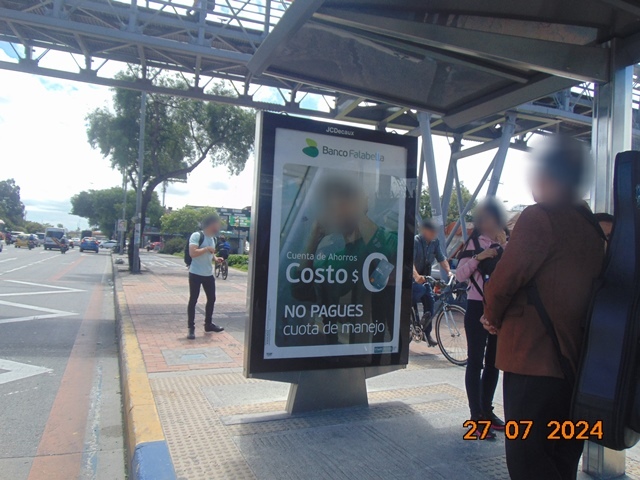 JCDecaux
Banco Falabella
Cuenta de Ahorros
Costo $0
NO PAGUES
cuota de manejo
27 07 2024